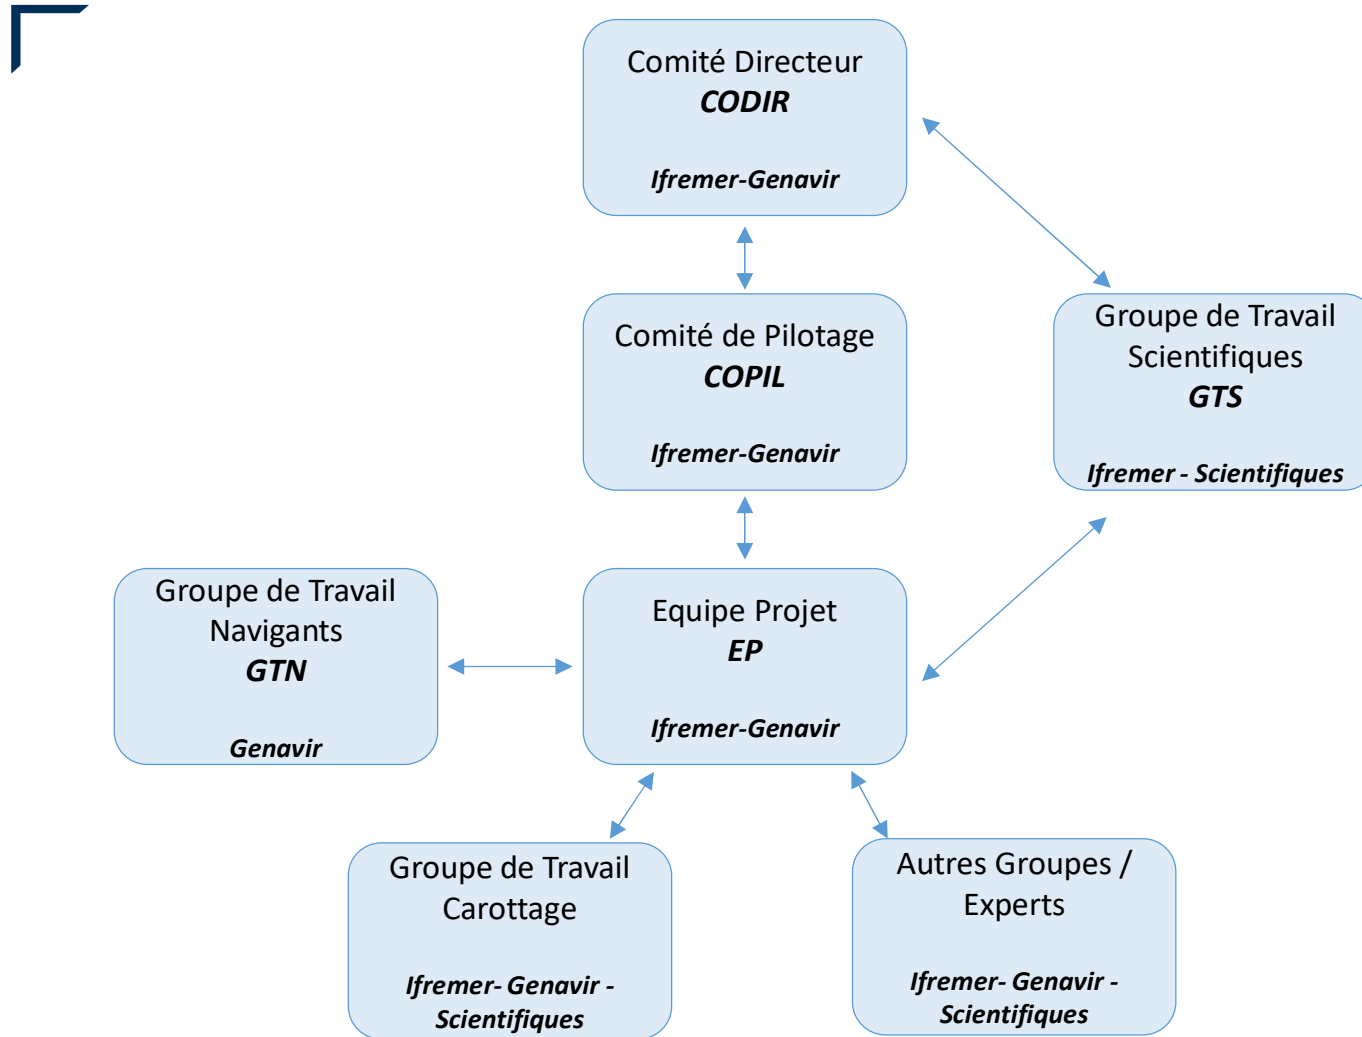 Comité Directeur
CODIR
Ifremer-Genavir
Comité de Pilotage
COPIL
Ifremer-Genavir
Groupe de Travail
Scientifiques
GTS
Ifremer - Scientifiques
Groupe de Travail
Navigants
GTN
Genavir
Equipe Projet
EP
Ifremer-Genavir
Groupe de Travail
Carottage
Ifremer- Genavir -
Scientifiques
Autres Groupes /
Experts
Ifremer- Genavir -
Scientifiques